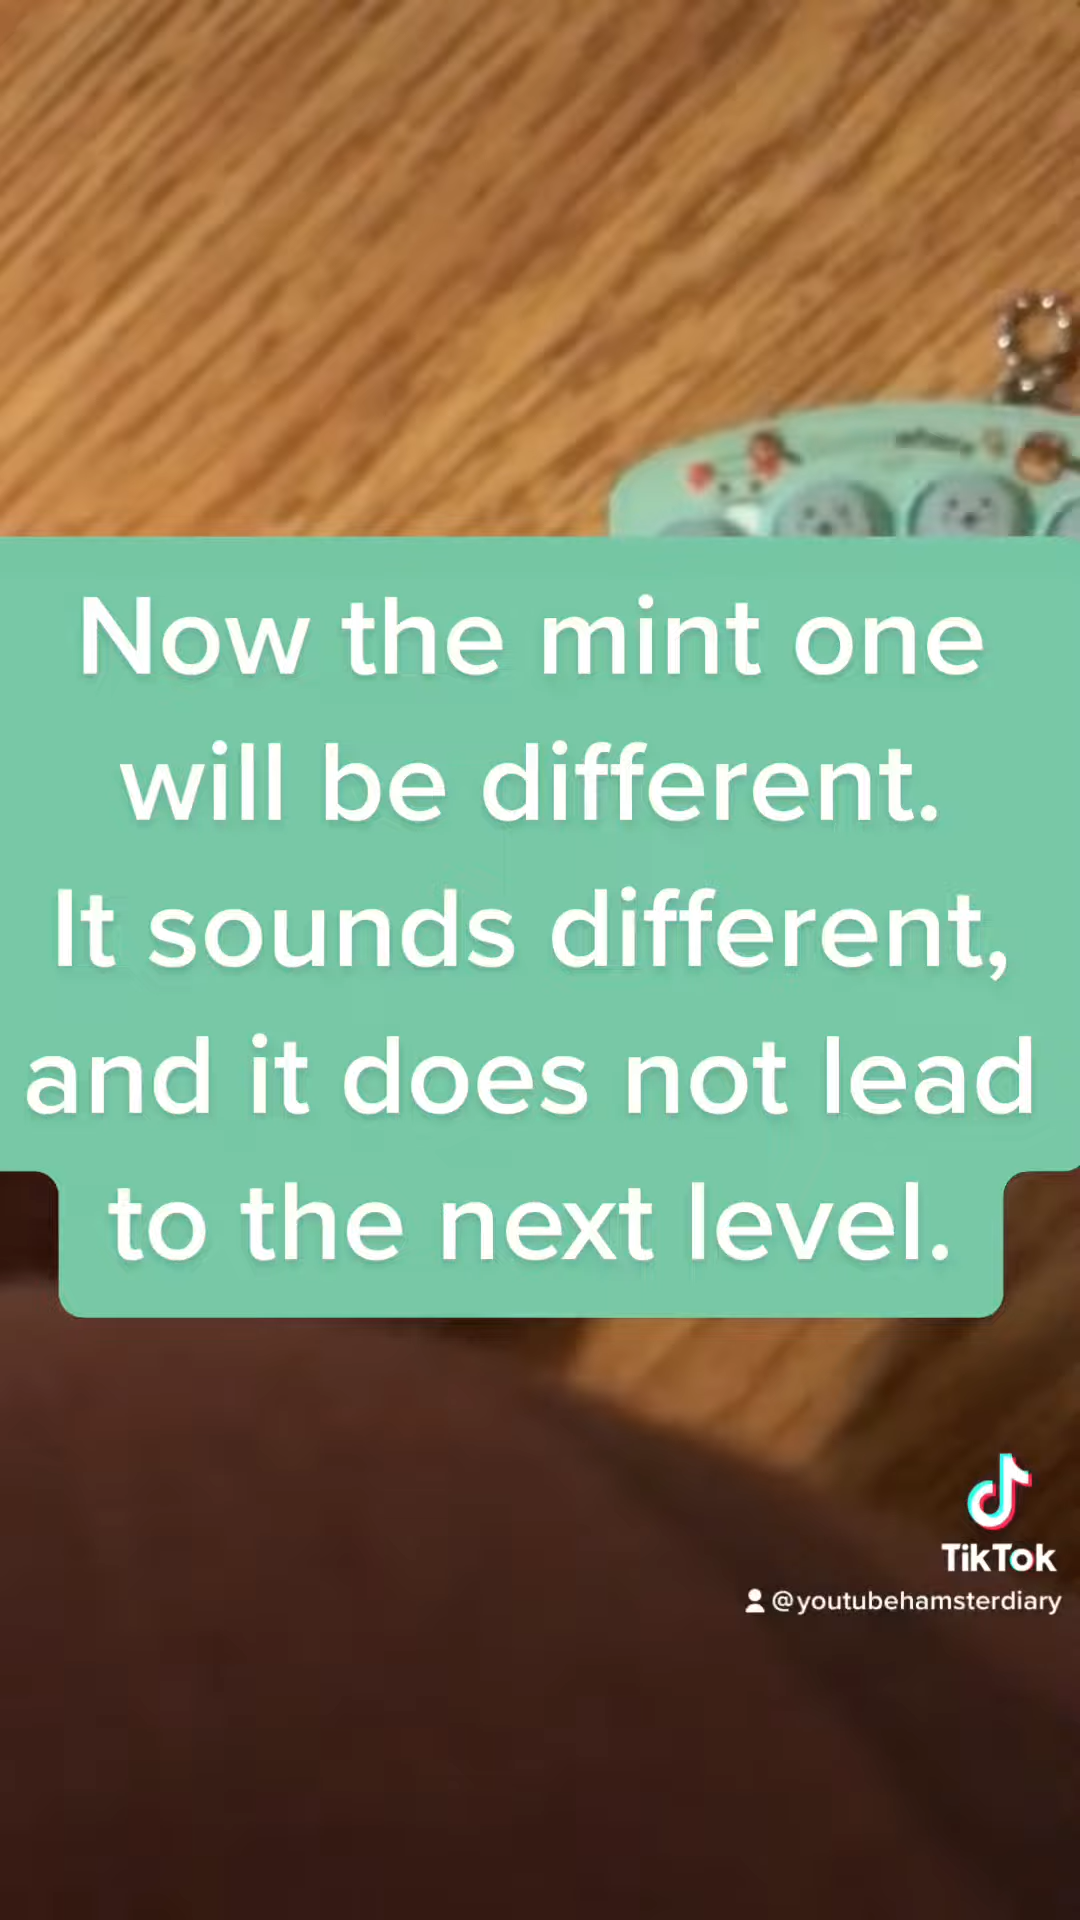 Now the mint one
will be different.
It sounds different,
and it does not lead
to the next level.
TikTok
@youtubehamsterdiary